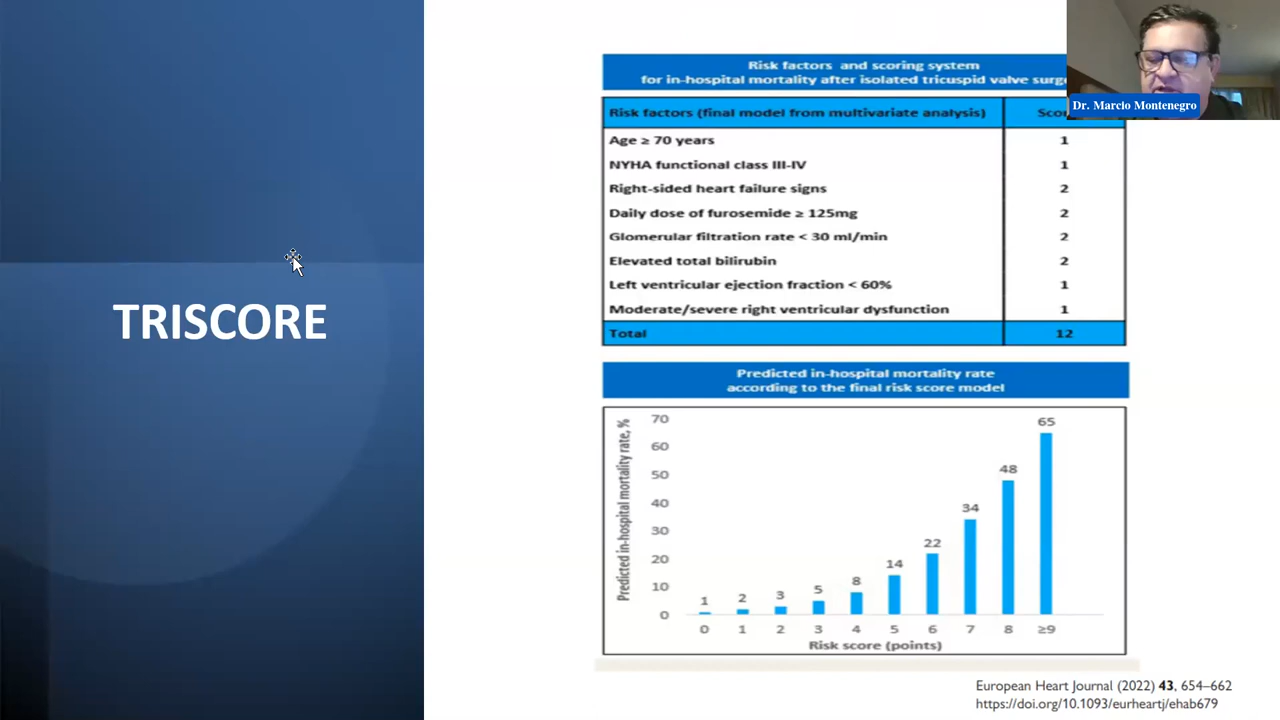 TRISCORE
Risk factors and scoring system
for in-hospital mortality after isolated tricuspid valve
Risk factors (final model from multivariate analysis)
Age ≥ 70 years 1
NYHA functional class III-IV 1
Right-sided heart failure signs 2
Daily dose of furosemide ≥ 125mg 2
Glomerular filtration rate < 30 ml/min 2
Elevated total bilirubin 2
Left ventricular ejection fraction < 60% 1
Moderate/severe right ventricular dysfunction 1
Total 12
Dr. Marcio Montenegro
Predicted in-hospital mortality rate
according to the final risk score model
Predicted in-hospital mortality rate, %
70
60
50
40
30
20
10
0
1 2 3 5 8 14 22 34 48 65
0 1 2 3 4 5 6 7 8 ≥9
Risk score (points)
European Heart Journal (2022) 43, 654–662
https://doi.org/10.1093/eurheartj/ehab679